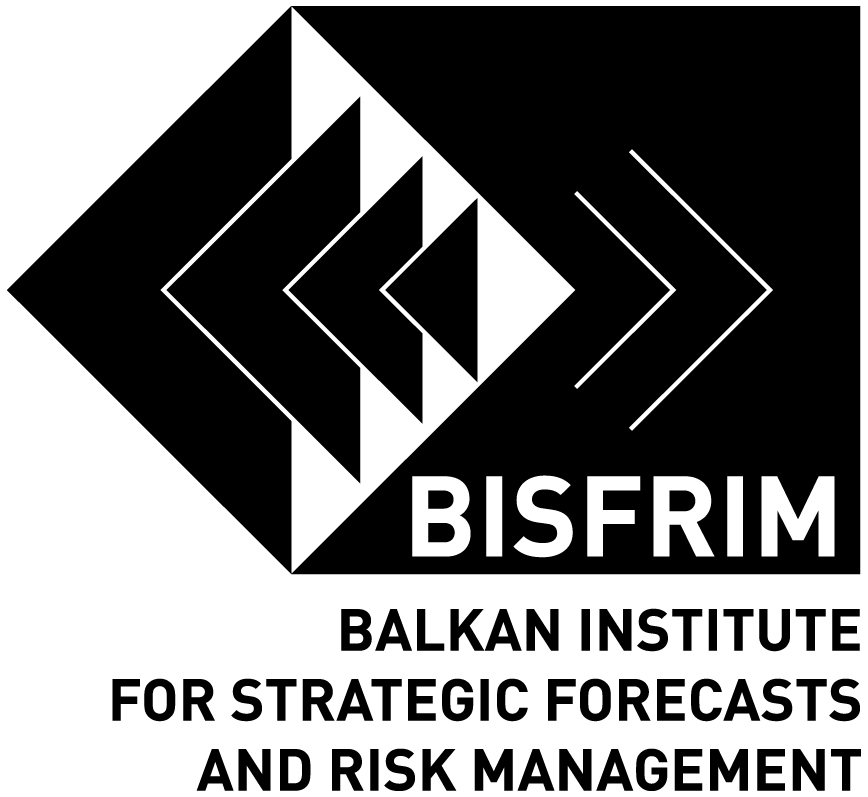 BISFRIM
BALKAN INSTITUTE
FOR STRATEGIC FORECASTS
AND RISK MANAGEMENT